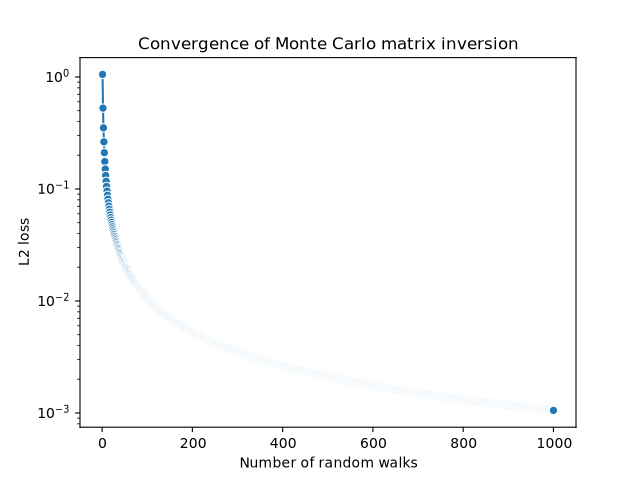 Convergence of Monte Carlo matrix inversion
10⁰
10⁻¹
10⁻²
10⁻³
L2 loss
0 200 400 600 800 1000
Number of random walks